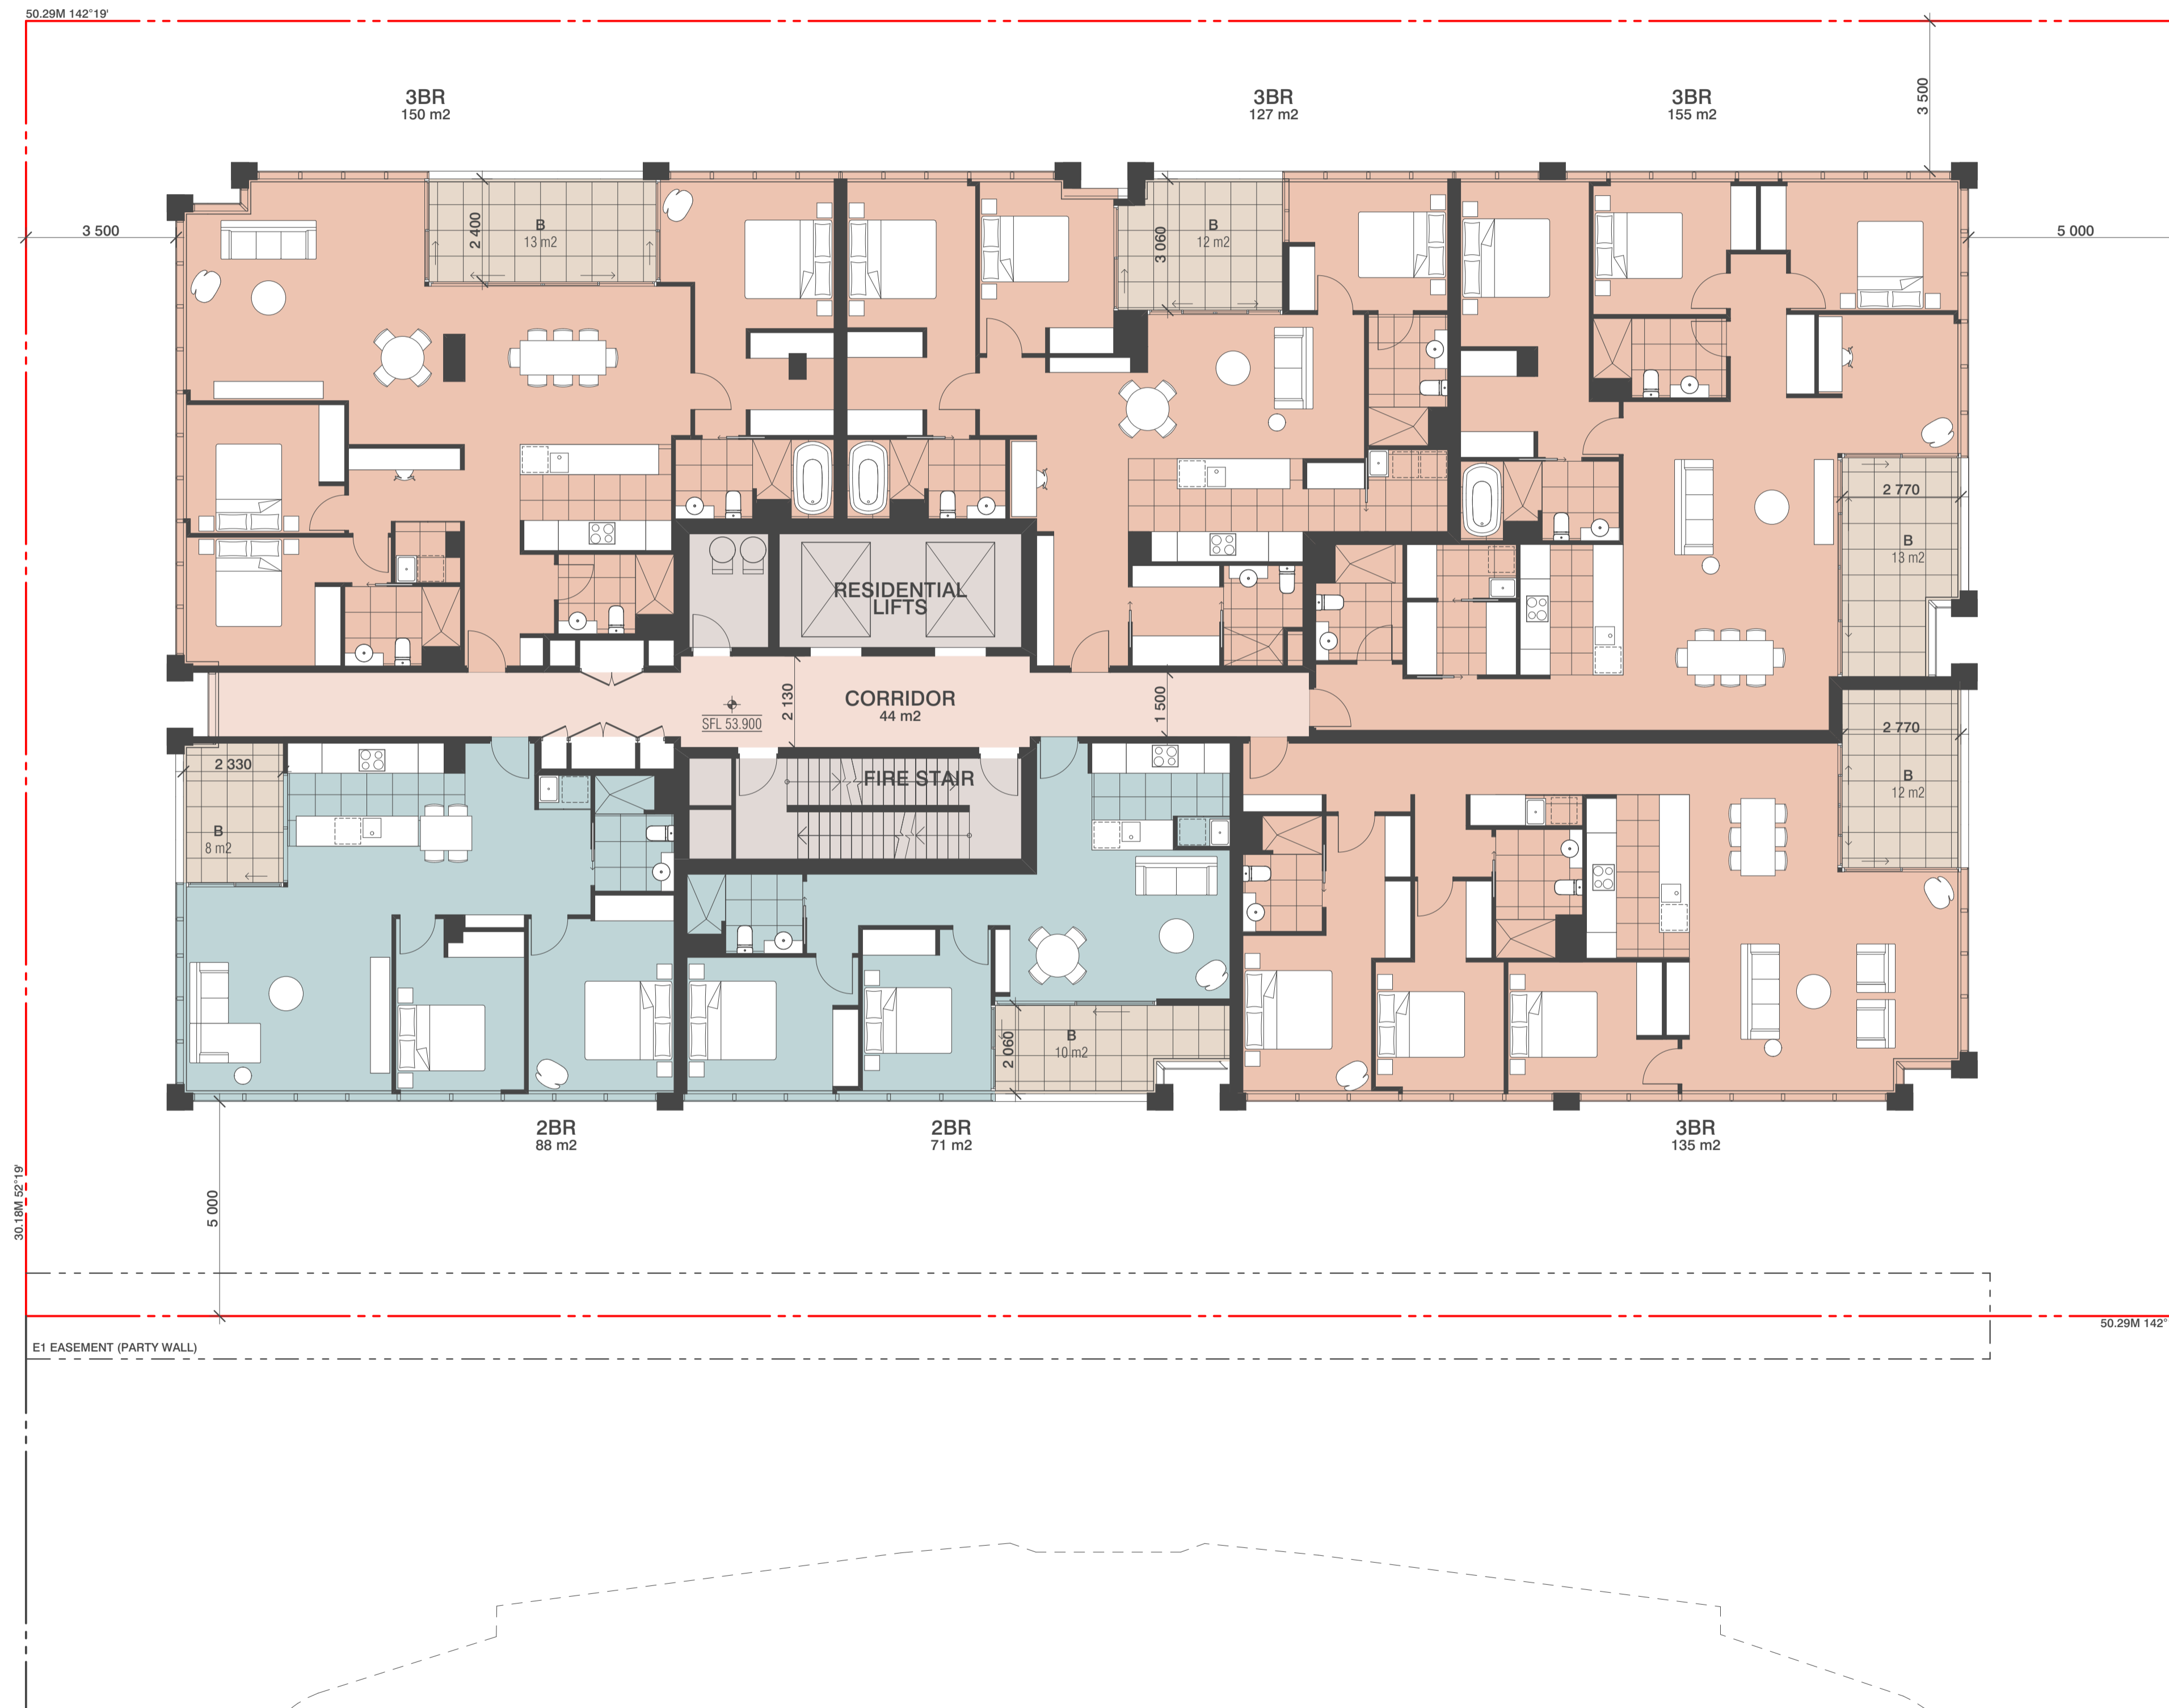 50.29M 142°19'
3BR
150 m2
3BR
127 m2
3BR
155 m2
3 500
3 500
5 000
2 400
B
13 m2
3 060
B
12 m2
2 770
B
13 m2
RESIDENTIAL
LIFTS
CORRIDOR
44 m2
2 130
1 500
SFL 53.900
FIRE STAIR
2 330
B
8 m2
2 770
B
12 m2
2 060
B
10 m2
2BR
88 m2
2BR
71 m2
3BR
135 m2
30.18M 52°19'
5 000
50.29M 142°
E1 EASEMENT (PARTY WALL)